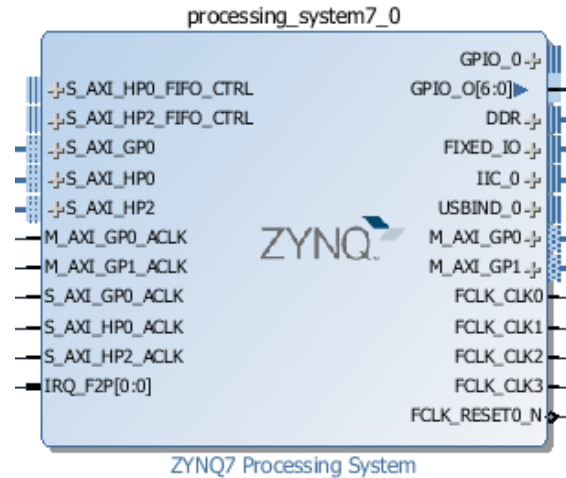 processing_system7_0
S_AXI_HP0_FIFO_CTRL
S_AXI_HP2_FIFO_CTRL
S_AXI_GP0
S_AXI_HP0
S_AXI_HP2
M_AXI_GP0_ACLK
M_AXI_GP1_ACLK
S_AXI_GP0_ACLK
S_AXI_HP0_ACLK
S_AXI_HP2_ACLK
IRQ_F2P[0:0]
ZYNQ
GPIO_0
GPIO_O[6:0]
DDR
FIXED_IO
IIC_0
USBIND_0
M_AXI_GP0
M_AXI_GP1
FCLK_CLK0
FCLK_CLK1
FCLK_CLK2
FCLK_CLK3
FCLK_RESET0_N
ZYNQ7 Processing System